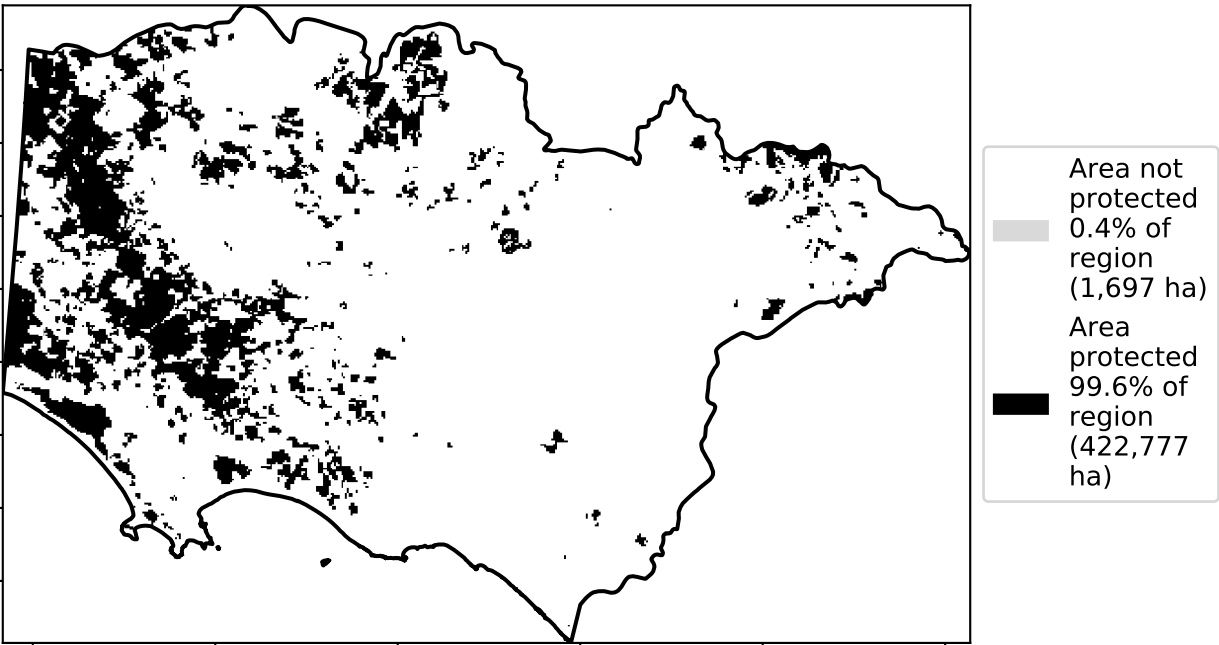 Area not
protected
0.4% of
region
(1,697 ha)
Area
protected
99.6% of
region
(422,777
ha)